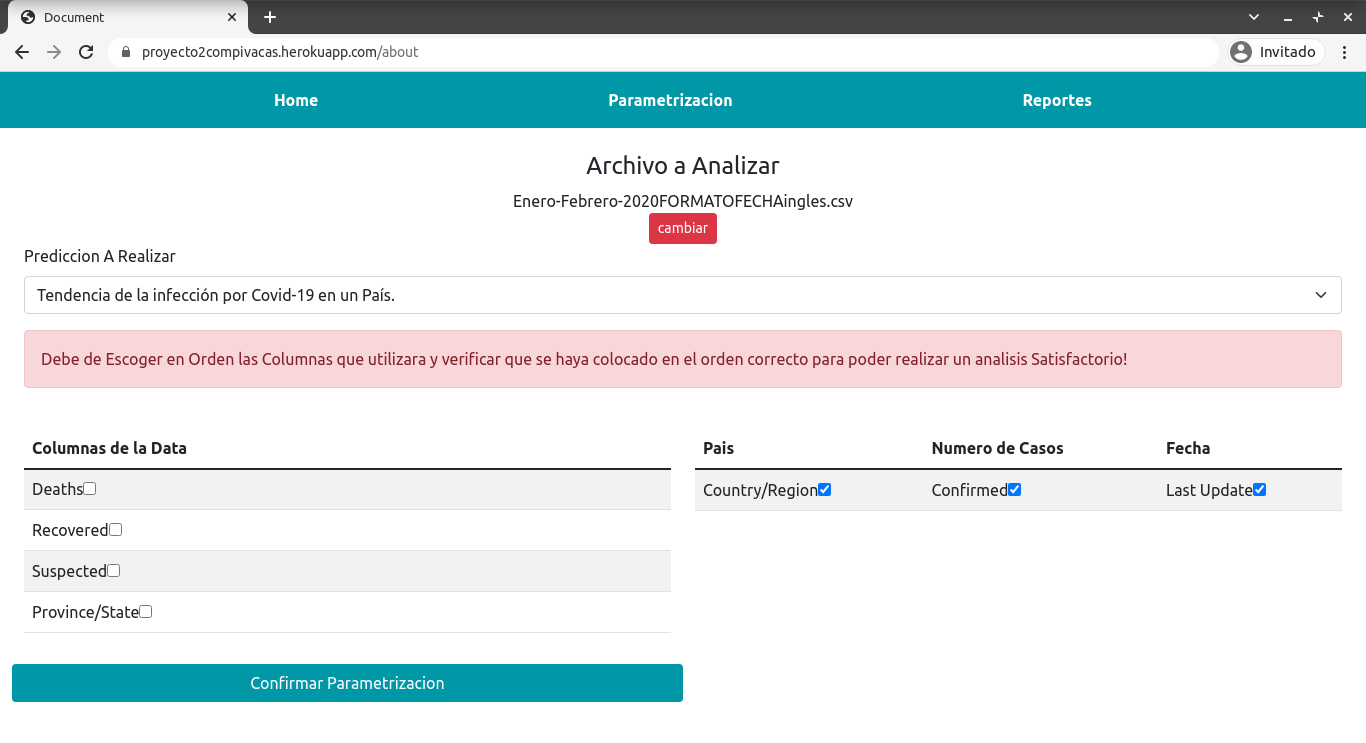 Document
proyecto2compivacas.herokuapp.com/about
Invitado
Home Parametrizacion Reportes
Archivo a Analizar
Enero-Febrero-2020FORMATOFECHAingles.csv
cambiar
Prediccion A Realizar
Tendencia de la infección por Covid-19 en un País.
Debe de Escoger en Orden las Columnas que utilizara y verificar que se haya colocado en el orden correcto para poder realizar un analisis Satisfactorio!
Columnas de la Data
Deaths
Recovered
Suspected
Province/State
Pais Numero de Casos Fecha
Country/Region Confirmed Last Update
Confirmar Parametrizacion